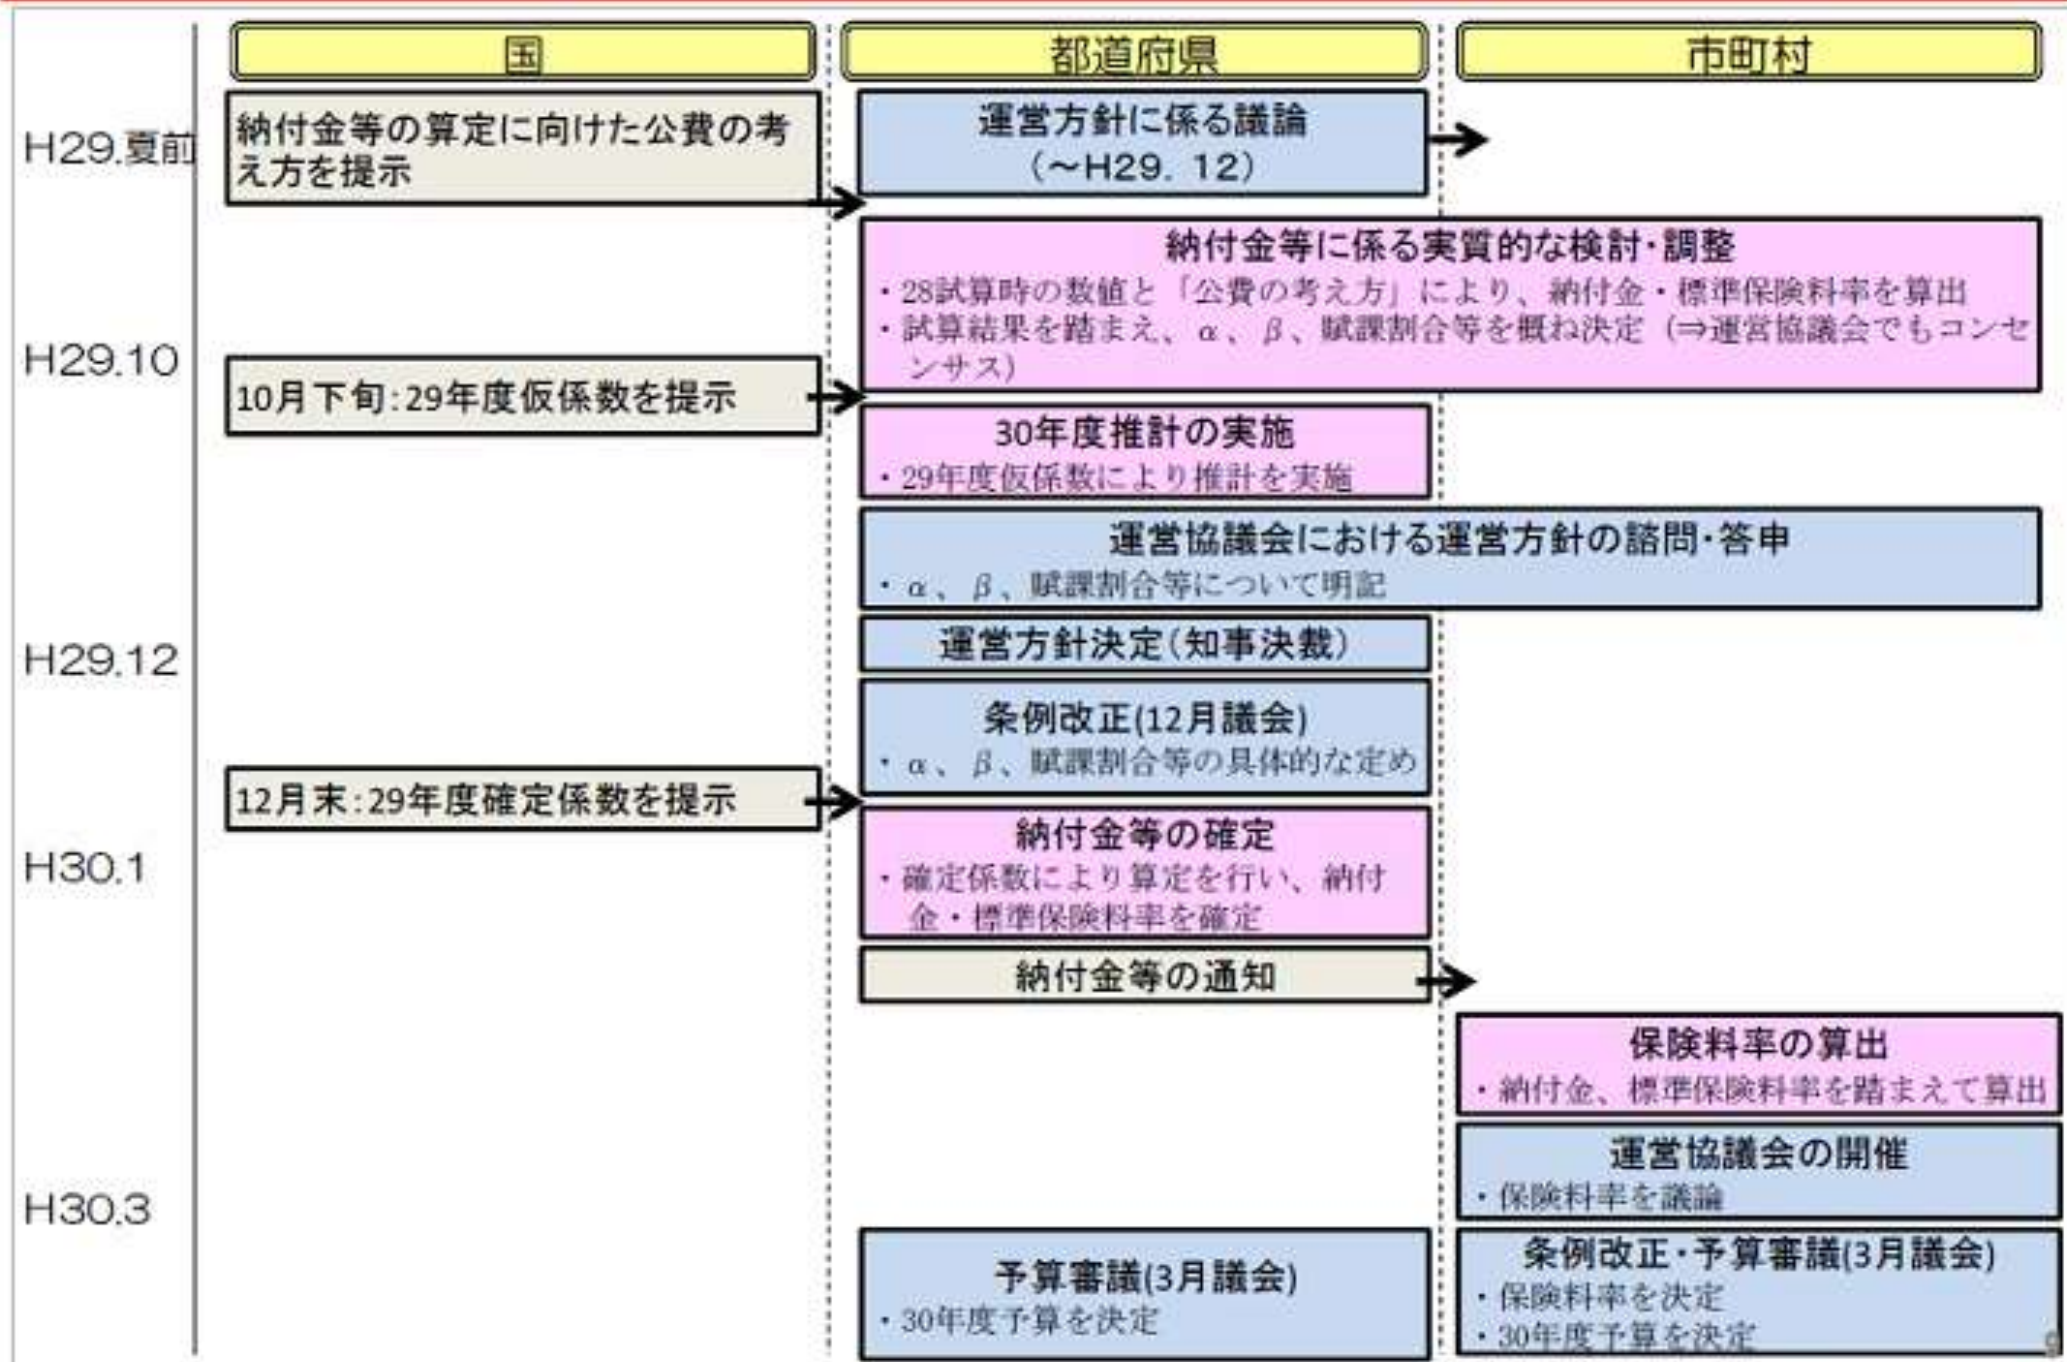 国
都道府県
市町村
H29.夏前
納付金等の算定に向けた公費の考
え方を提示
運営方針に係る議論
（～H29．12）
納付金等に係る実質的な検討・調整
・28試算時の数値と「公費の考え方」により、納付金・標準保険料率を算出
・試算結果を踏まえ、α、β、賦課割合等を概ね決定（⇒運営協議会でもコンセ
ンサス）
H29.10
10月下旬：29年度仮係数を提示
30年度推計の実施
・29年度仮係数により推計を実施
運営協議会における運営方針の諮問・答申
・α、β、賦課割合等について明記
H29.12
運営方針決定（知事決裁）
条例改正(12月議会)
・α、β、賦課割合等の具体的な定め
12月末：29年度確定係数を提示
H30.1
納付金等の確定
・確定係数により算定を行い、納付
金・標準保険料率を確定
納付金等の通知
保険料率の算出
・納付金、標準保険料率を踏まえて算出
運営協議会の開催
・保険料率を議論
H30.3
予算審議(3月議会)
・30年度予算を決定
条例改正・予算審議(3月議会)
・保険料率を決定
・30年度予算を決定
9